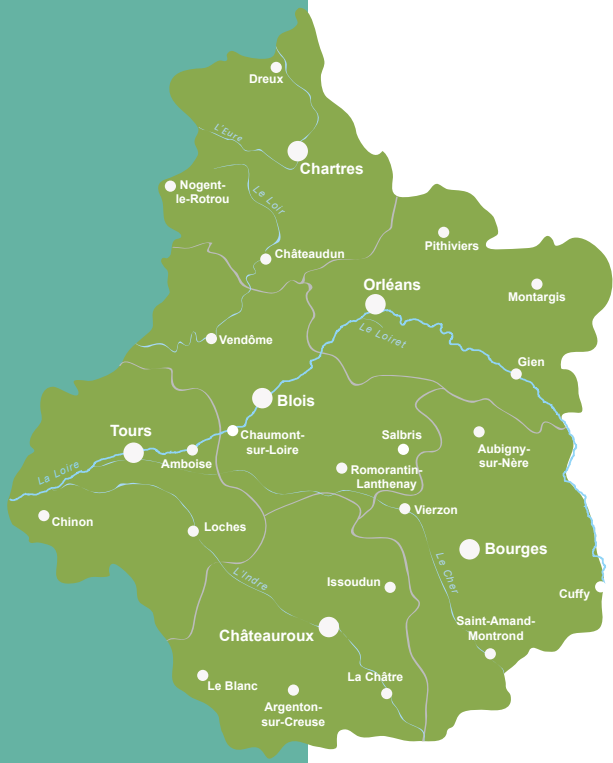 Dreux
L'Eure
Chartres
Nogent-
le-Rotrou
Le Loir
Pithiviers
Châteaudun
Orléans
Montargis
Le Loiret
Vendôme
Gien
Blois
Tours
Chaumont-
sur-Loire
Salbris
Aubigny-
sur-Nère
Amboise
La Loire
Romorantin-
Lanthenay
Vierzon
Chinon
Loches
Bourges
Le Cher
L'Indre
Issoudun
Cuffy
Saint-Amand-
Montrond
Châteauroux
La Châtre
Le Blanc
Argenton-
sur-Creuse